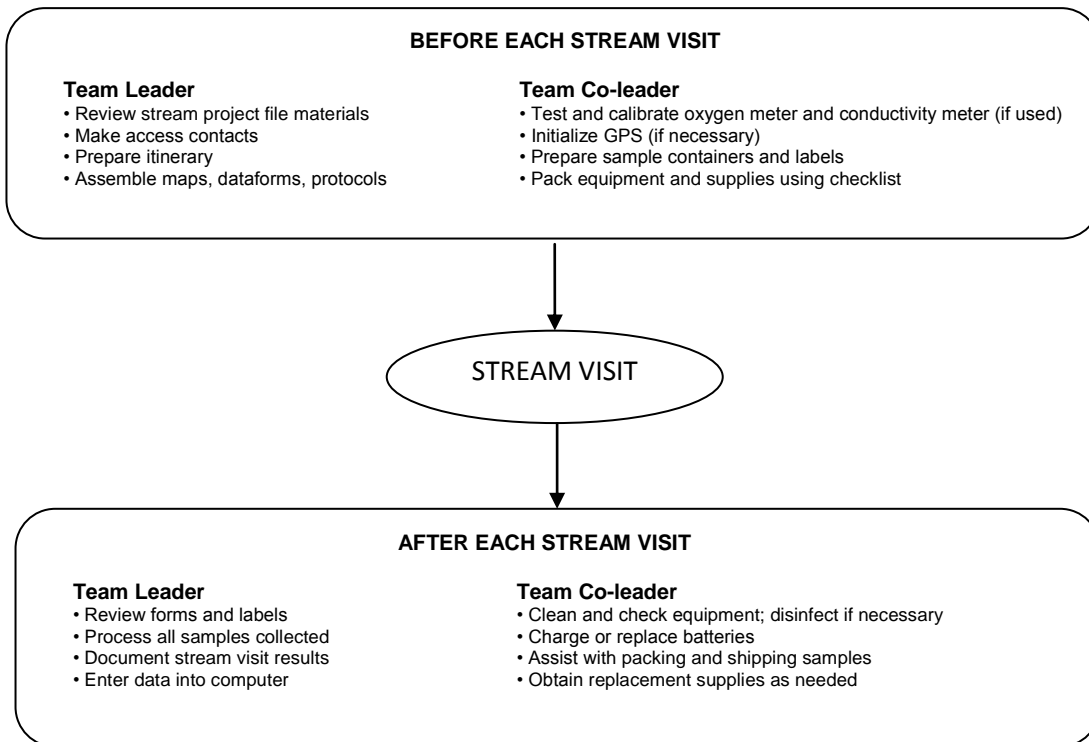 BEFORE EACH STREAM VISIT
Team Leader
• Review stream project file materials
• Make access contacts
• Prepare itinerary
• Assemble maps, dataforms, protocols
Team Co-leader
• Test and calibrate oxygen meter and conductivity meter (if used)
• Initialize GPS (if necessary)
• Prepare sample containers and labels
• Pack equipment and supplies using checklist
STREAM VISIT
AFTER EACH STREAM VISIT
Team Leader
• Review forms and labels
• Process all samples collected
• Document stream visit results
• Enter data into computer
Team Co-leader
• Clean and check equipment; disinfect if necessary
• Charge or replace batteries
• Assist with packing and shipping samples
• Obtain replacement supplies as needed